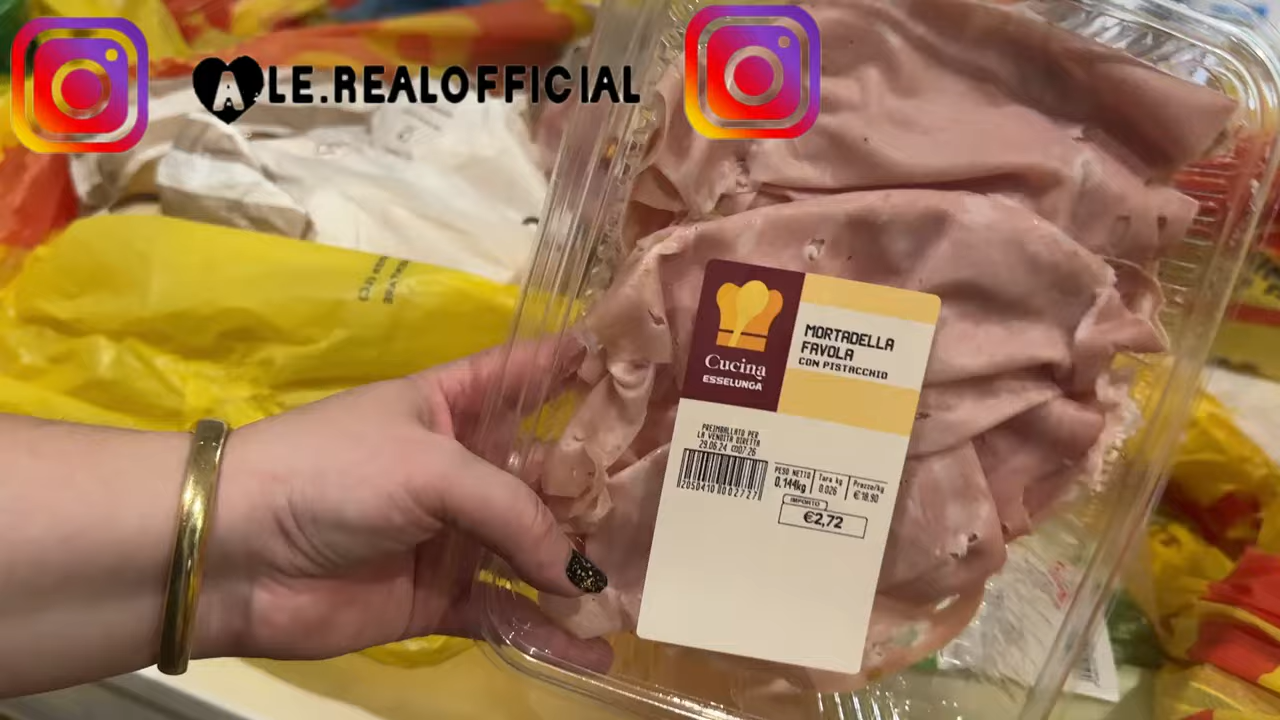 ALE.REALOFFICIAL
MORTADELLA
FAVOLA
CON PISTACCHIO
Cucina
ESSELUNGA
PREIMBALLATO PER
LA VENDITA DIRETTA
29.06.24
PESO NETTO
0.144kg
Tara kg
0.026
Prezzo/kg
€18,90
IMPORTO
€2,72